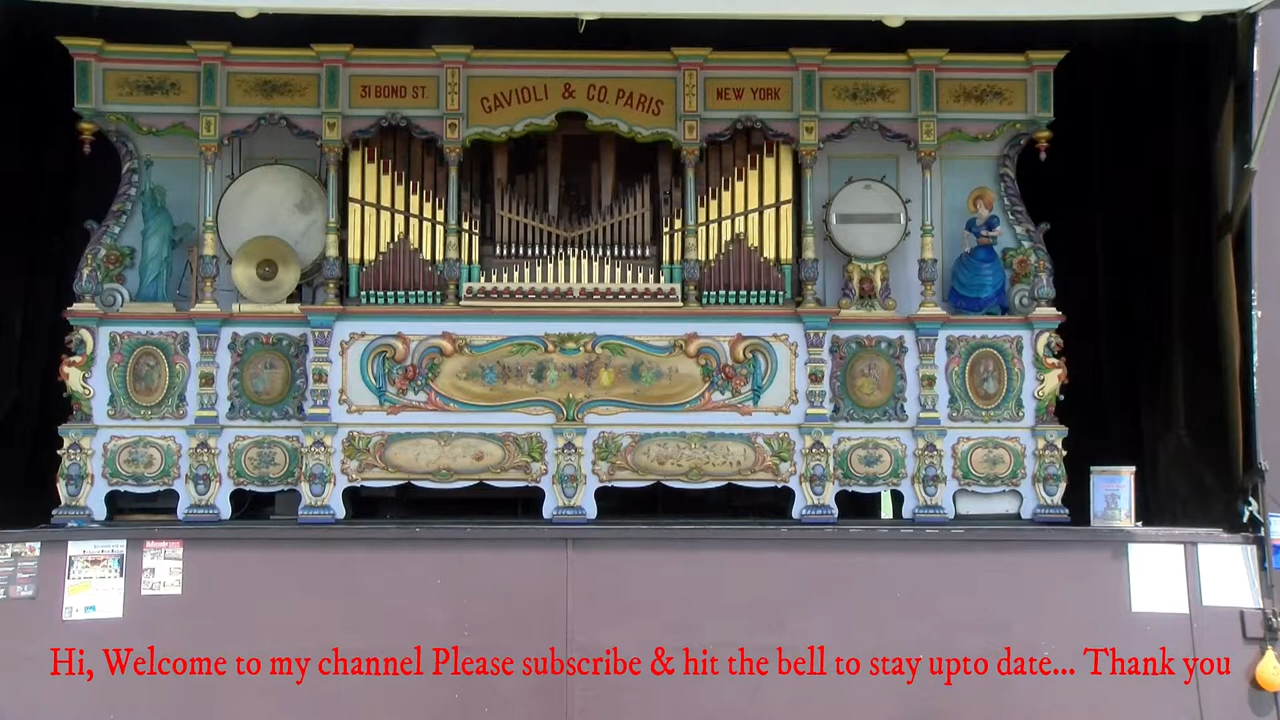 31 BOND ST.
GAVIOLI & CO. PARIS
NEW YORK
Hi, Welcome to my channel Please subscribe & hit the bell to stay upto date... Thank you